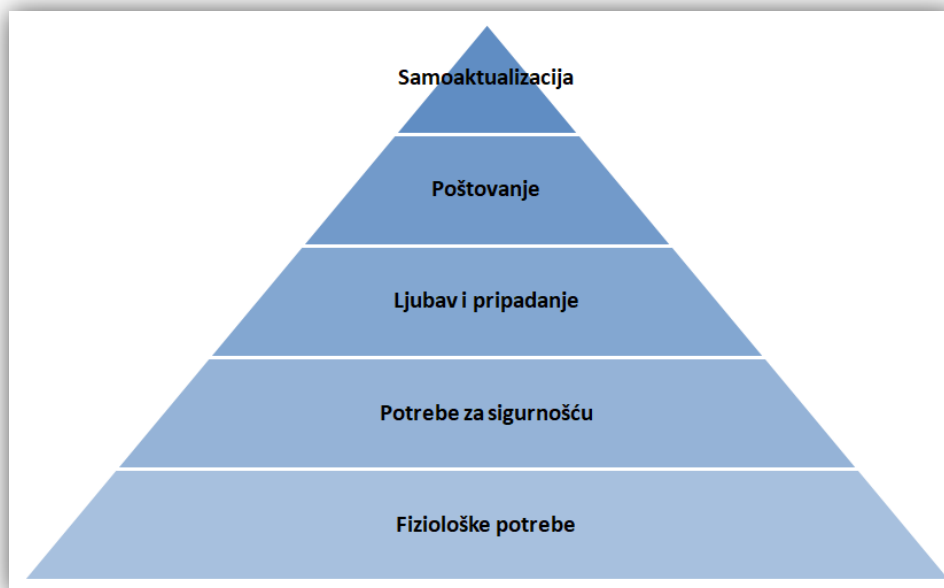 Samoaktualizacija
Poštovanje
Ljubav i pripadanje
Potrebe za sigurnošću
Fiziološke potrebe